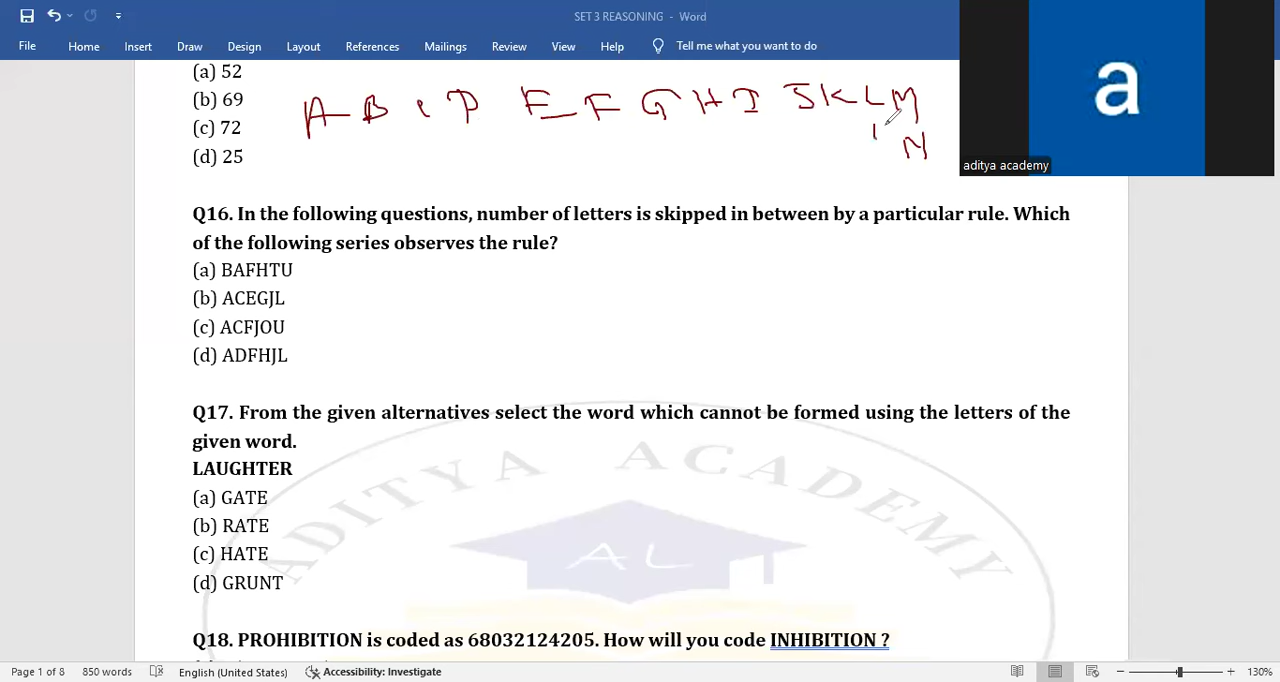 SET 3 REASONING - Word
File Home Insert Draw Design Layout References Mailings Review View Help Tell me what you want to do
(a) 52
(b) 69
(c) 72
(d) 25
A B C D E F G H I J K L M
N
a
aditya academy
Q16. In the following questions, number of letters is skipped in between by a particular rule. Which
of the following series observes the rule?
(a) BAFHTU
(b) ACEGJL
(c) ACFJOU
(d) ADFHJL
Q17. From the given alternatives select the word which cannot be formed using the letters of the
given word.
LAUGHTER
(a) GATE
(b) RATE
(c) HATE
(d) GRUNT
ADITYA ACADEMY
AL
Q18. PROHIBITION is coded as 68032124205. How will you code INHIBITION ?
Page 1 of 8 850 words English (United States) Accessibility: Investigate 130%